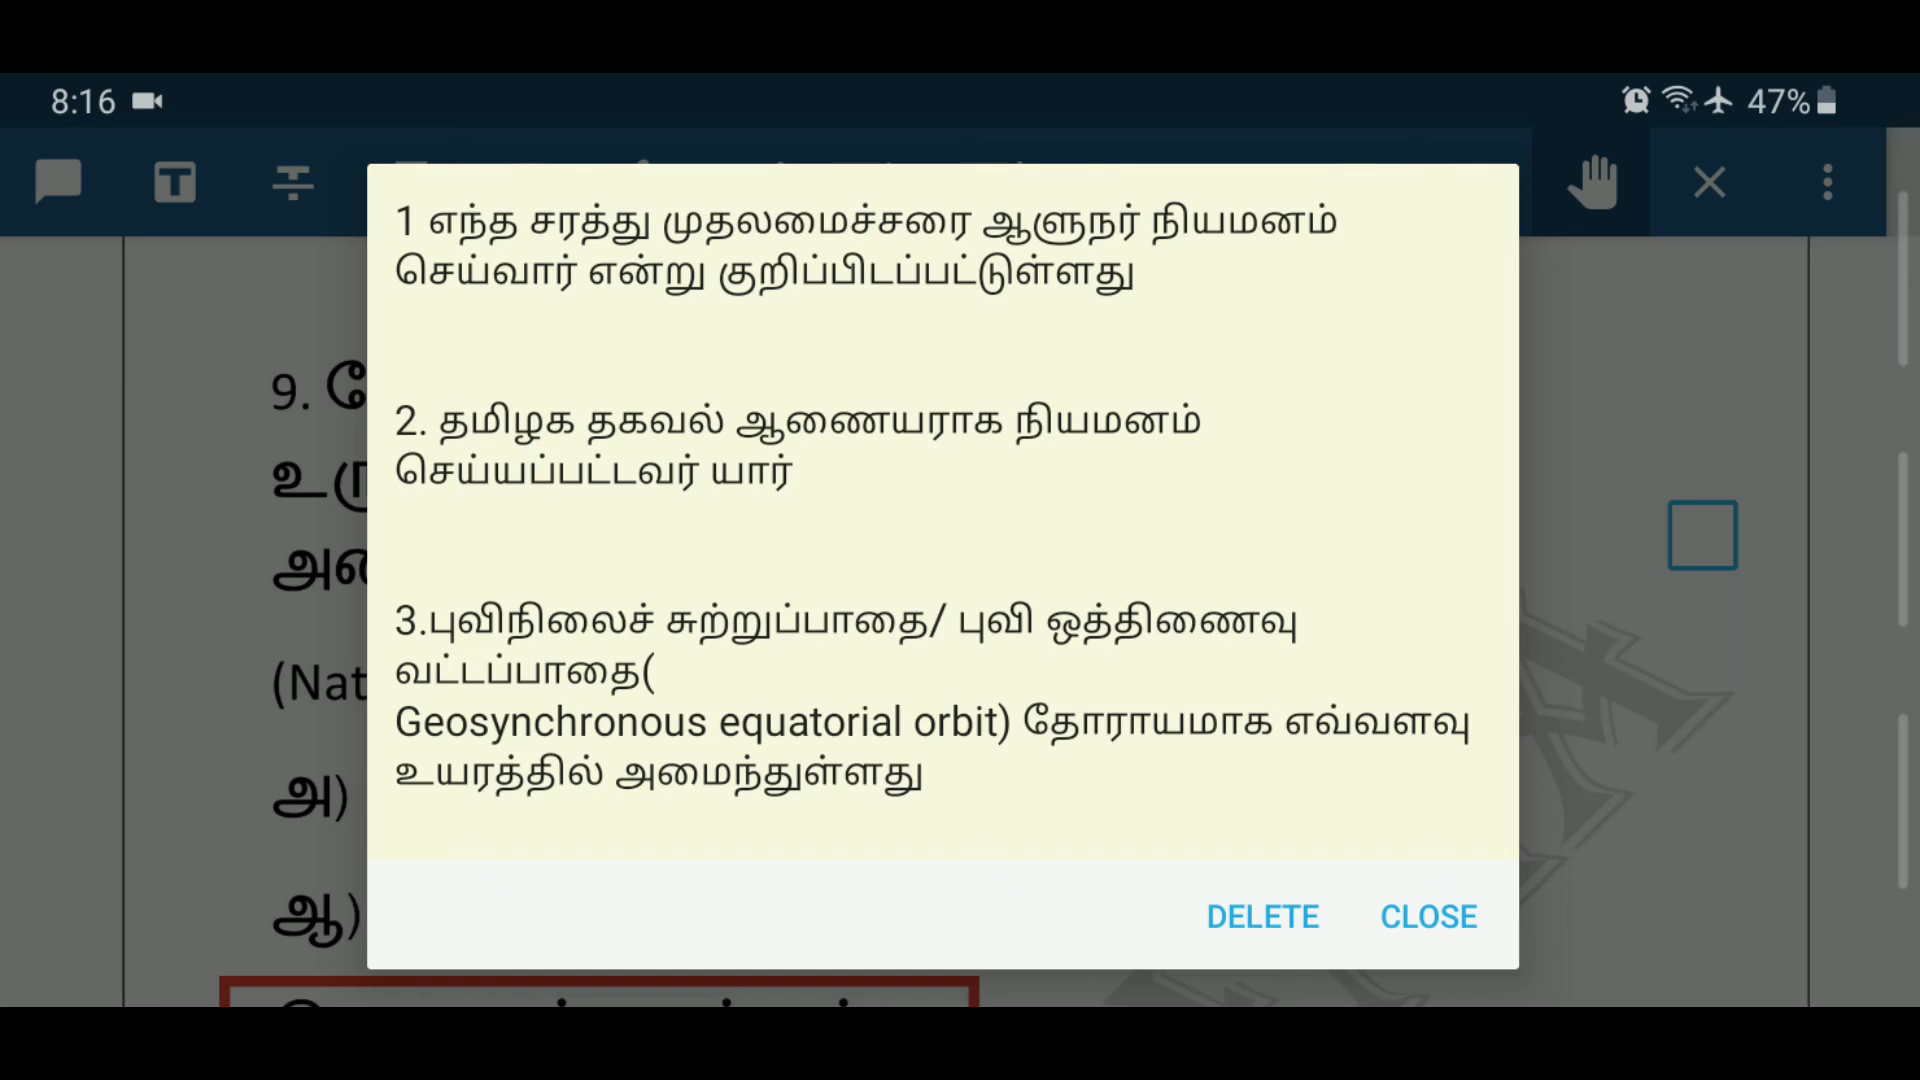 8:16
47%
1 எந்த சரத்து முதலமைச்சரை ஆளுநர் நியமனம்
செய்வார் என்று குறிப்பிடப்பட்டுள்ளது
9.
2. தமிழக தகவல் ஆணையராக நியமனம்
செய்யப்பட்டவர் யார்
3.புவிநிலைச் சுற்றுப்பாதை/ புவி ஒத்திணைவு
வட்டப்பாதை(
(Nat
Geosynchronous equatorial orbit) தோராயமாக எவ்வளவு
உயரத்தில் அமைந்துள்ளது
அ)
ஆ)
DELETE CLOSE